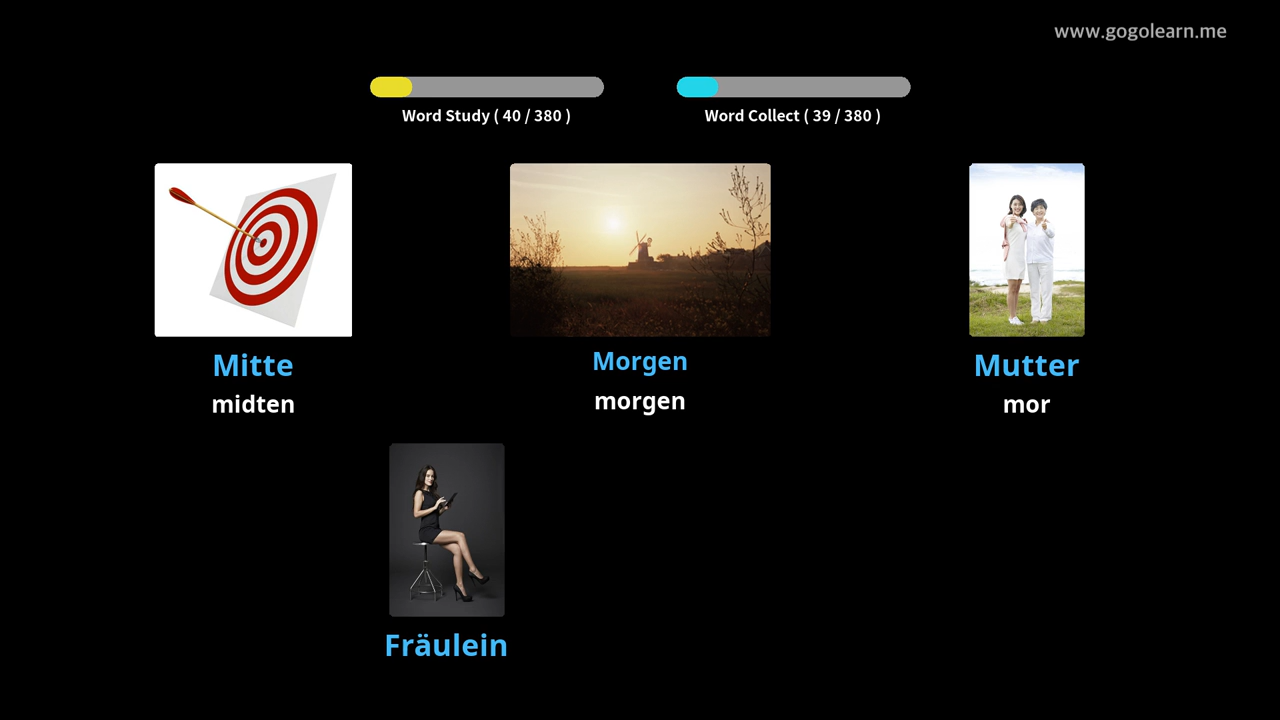 www.gogolearn.me
Word Study ( 40 / 380 )
Word Collect ( 39 / 380 )
Mitte
midten
Morgen
morgen
Mutter
mor
Fräulein